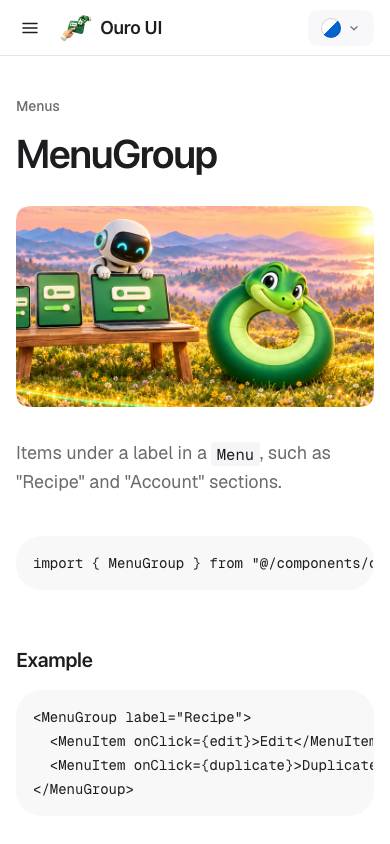 Ouro UI
Menus
MenuGroup
Items under a label in a Menu, such as
"Recipe" and "Account" sections.
import { MenuGroup } from "@/components/
Example
<MenuGroup label="Recipe">
<MenuItem onClick={edit}>Edit</MenuItem
<MenuItem onClick={duplicate}>Duplicate
</MenuGroup>